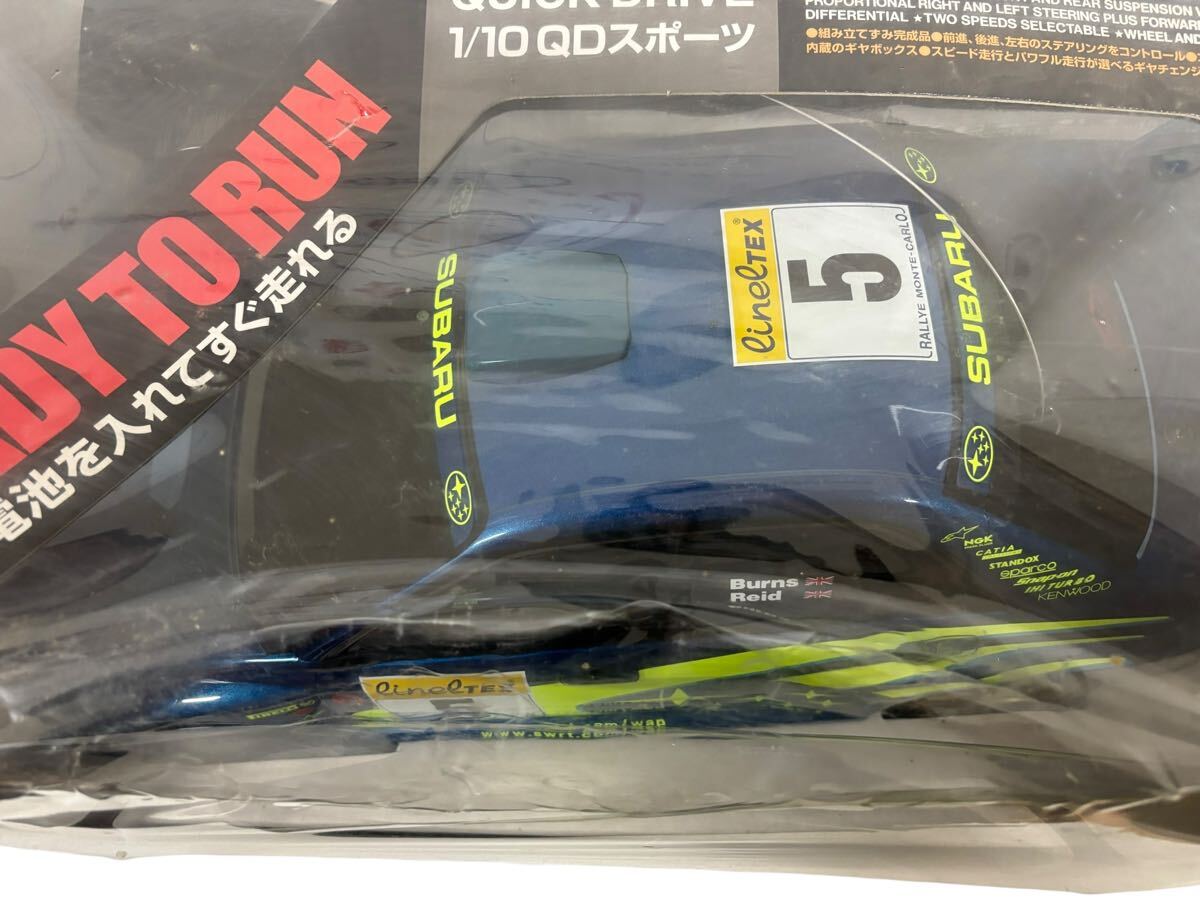 QUICK DRIVE
1/10 QDスポーツ
PROPORTIONAL RIGHT AND LEFT STEERING PLUS FORWARD
DIFFERENTIAL ★TWO SPEEDS SELECTABLE ★WHEEL AND
●組み立てずみ完成品●前進、後進、左右のステアリングをコントロール●
内蔵のギヤボックス●スピード走行とパワフル走行が選べるギヤチェンジ
READY TO RUN
電池を入れてすぐ走れる
SUBARU
linelTEX
5
RALLYE MONTE-CARLO
SUBARU
NGK
CATIA
STANDOX
sparco
Snap-on
IHI TURBO
KENWOOD
Burns
Reid
linelTEX
PIRELLI
www.swrt.com/wap